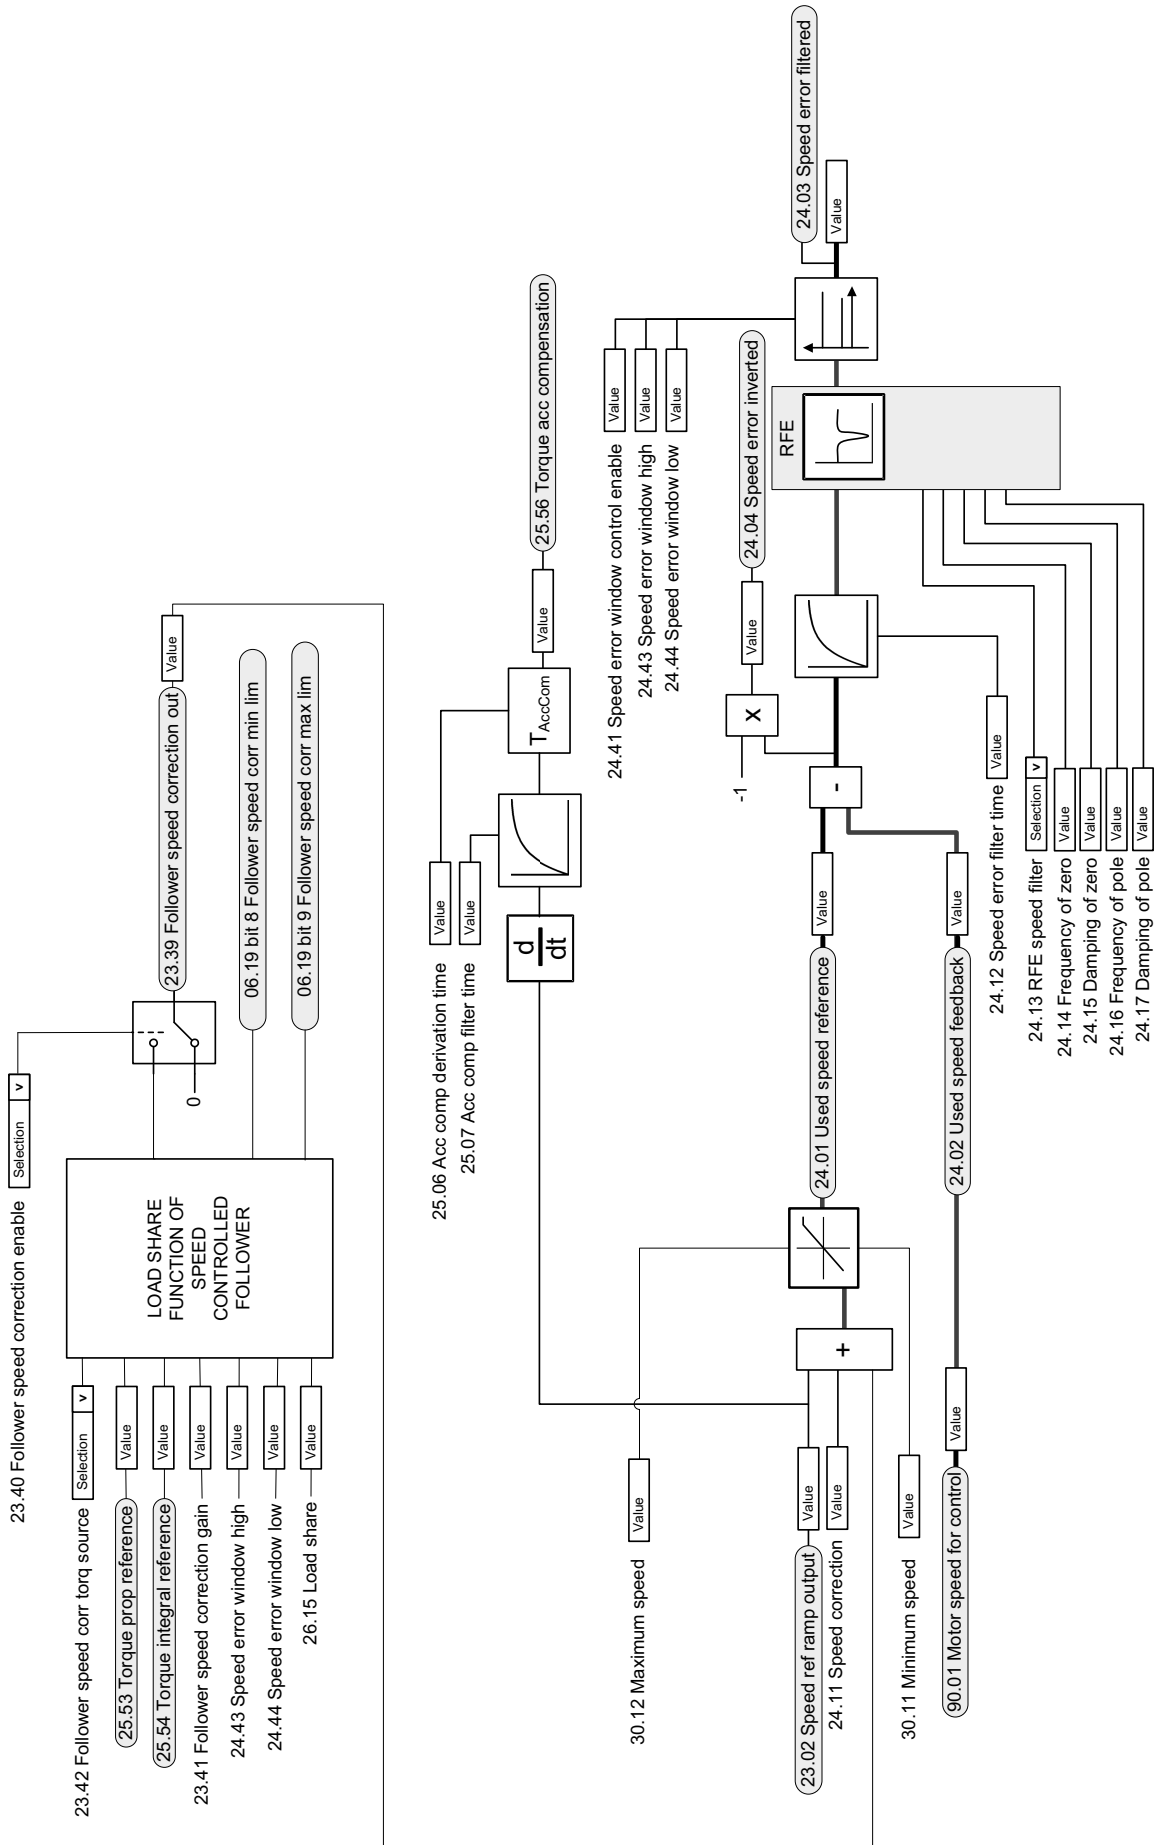 23.40 Follower speed correction enable
Selection v
23.42 Follower speed corr torq source
Selection v
25.53 Torque prop reference
Value
25.54 Torque integral reference
Value
23.41 Follower speed correction gain
Value
24.43 Speed error window high
Value
24.44 Speed error window low
Value
26.15 Load share
Value
LOAD SHARE
FUNCTION OF
SPEED
CONTROLLED
FOLLOWER
0
23.39 Follower speed correction out
Value
06.19 bit 8 Follower speed corr min lim
06.19 bit 9 Follower speed corr max lim
25.06 Acc comp derivation time
Value
25.07 Acc comp filter time
Value
d
dt
TAccCom
Value
25.56 Torque acc compensation
24.41 Speed error window control enable
Value
24.43 Speed error window high
Value
24.44 Speed error window low
Value
30.12 Maximum speed
Value
23.02 Speed ref ramp output
Value
24.11 Speed correction
Value
30.11 Minimum speed
Value
90.01 Motor speed for control
Value
+
24.01 Used speed reference
Value
24.02 Used speed feedback
Value
-
-1
X
Value
24.04 Speed error inverted
24.12 Speed error filter time
Value
24.13 RFE speed filter
Selection v
24.14 Frequency of zero
Value
24.15 Damping of zero
Value
24.16 Frequency of pole
Value
24.17 Damping of pole
Value
RFE
24.03 Speed error filtered
Value